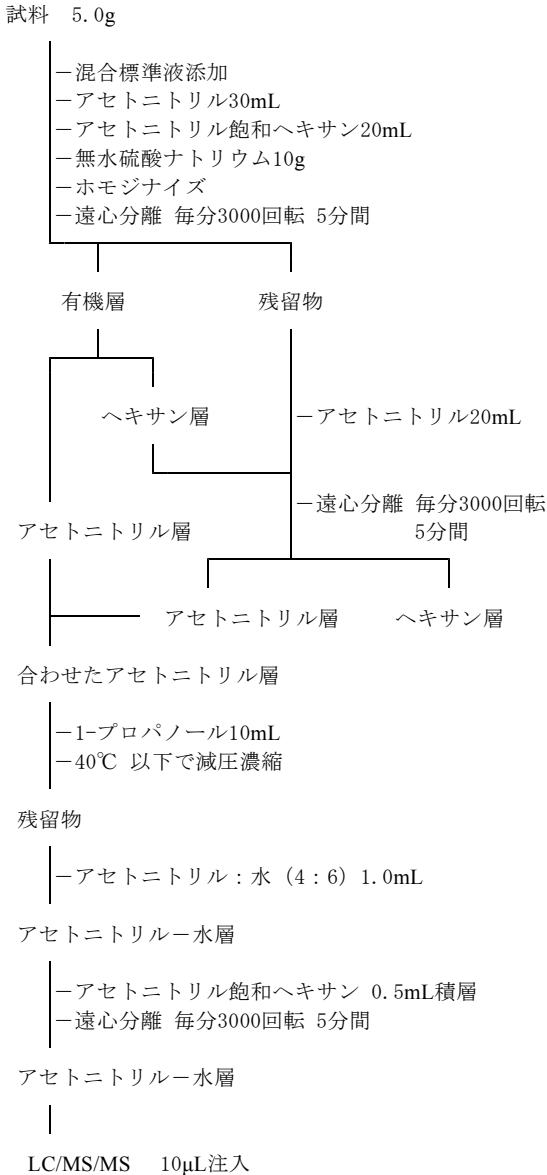 試料　5.0g
－混合標準液添加
－アセトニトリル30mL
－アセトニトリル飽和ヘキサン20mL
－無水硫酸ナトリウム10g
－ホモジナイズ
－遠心分離 毎分3000回転 5分間
有機層　残留物
ヘキサン層　－アセトニトリル20mL
－遠心分離 毎分3000回転
アセトニトリル層　5分間
アセトニトリル層　ヘキサン層
合わせたアセトニトリル層
－1-プロパノール10mL
－40℃ 以下で減圧濃縮
残留物
－アセトニトリル：水（4：6）1.0mL
アセトニトリル－水層
－アセトニトリル飽和ヘキサン 0.5mL積層
－遠心分離 毎分3000回転 5分間
アセトニトリル－水層
LC/MS/MS　10μL注入